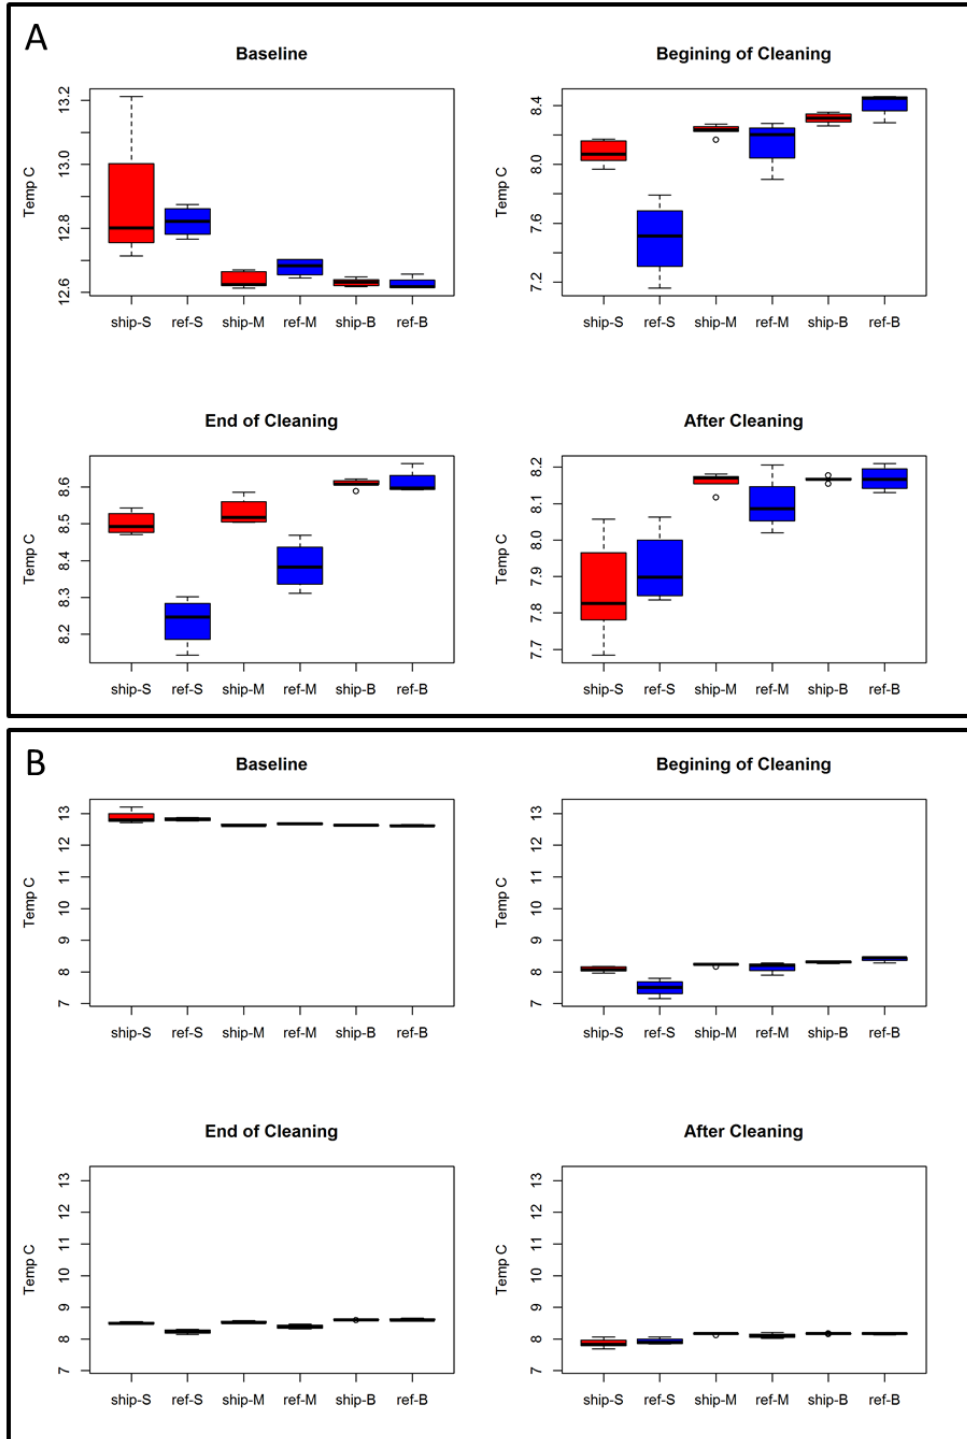 A
Baseline
Temp C
13.2
13.0
12.8
12.6
ship-S ref-S ship-M ref-M ship-B ref-B
Begining of Cleaning
Temp C
8.4
8.0
7.6
7.2
ship-S ref-S ship-M ref-M ship-B ref-B
End of Cleaning
Temp C
8.6
8.5
8.4
8.3
8.2
ship-S ref-S ship-M ref-M ship-B ref-B
After Cleaning
Temp C
8.2
8.1
8.0
7.9
7.8
7.7
ship-S ref-S ship-M ref-M ship-B ref-B
B
Baseline
Temp C
13
12
11
10
9
8
7
ship-S ref-S ship-M ref-M ship-B ref-B
Begining of Cleaning
Temp C
13
12
11
10
9
8
7
ship-S ref-S ship-M ref-M ship-B ref-B
End of Cleaning
Temp C
13
12
11
10
9
8
7
ship-S ref-S ship-M ref-M ship-B ref-B
After Cleaning
Temp C
13
12
11
10
9
8
7
ship-S ref-S ship-M ref-M ship-B ref-B